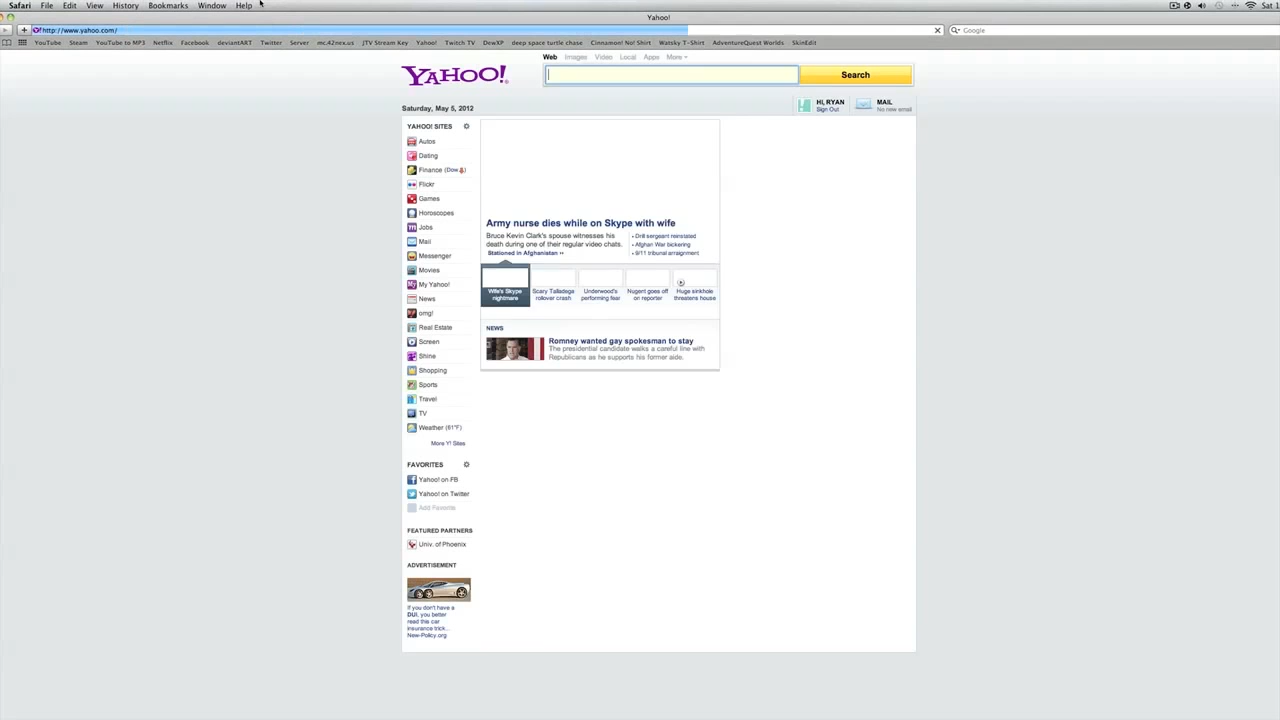 Safari File Edit View History Bookmarks Window Help
Sat 1
Yahoo!
http://www.yahoo.com/
Google
YouTube Steam YouTube to MP3 Netflix Facebook deviantART Twitter Server mc.42nex.us JTV Stream Key Yahoo! Twitch TV DewXP deep space turtle chase Cinnamon! No! Shirt Watsky T-Shirt AdventureQuest Worlds SkinEdit
Web Images Video Local Apps More
YAHOO!
Search
Saturday, May 5, 2012
HI, RYAN
Sign Out
MAIL
No new email
YAHOO! SITES
Autos
Dating
Finance (Dow)
Flickr
Games
Horoscopes
Jobs
Mail
Messenger
Movies
My Yahoo!
News
omg!
Real Estate
Screen
Shine
Shopping
Sports
Travel
TV
Weather (61°F)
More Y! Sites
FAVORITES
Yahoo! on FB
Yahoo! on Twitter
Add Favorite
FEATURED PARTNERS
Univ. of Phoenix
ADVERTISEMENT
If you don't have a
DUI, you better
read this car
insurance trick...
New-Policy.org
Army nurse dies while on Skype with wife
Bruce Kevin Clark's spouse witnesses his
death during one of their regular video chats.
Stationed in Afghanistan ››
• Drill sergeant reinstated
• Afghan War bickering
• 9/11 tribunal arraignment
Wife's Skype
nightmare
Scary Talladega
rollover crash
Underwood's
performing fear
Nugent goes off
on reporter
Huge sinkhole
threatens house
NEWS
Romney wanted gay spokesman to stay
The presidential candidate walks a careful line with
Republicans as he supports his former aide.